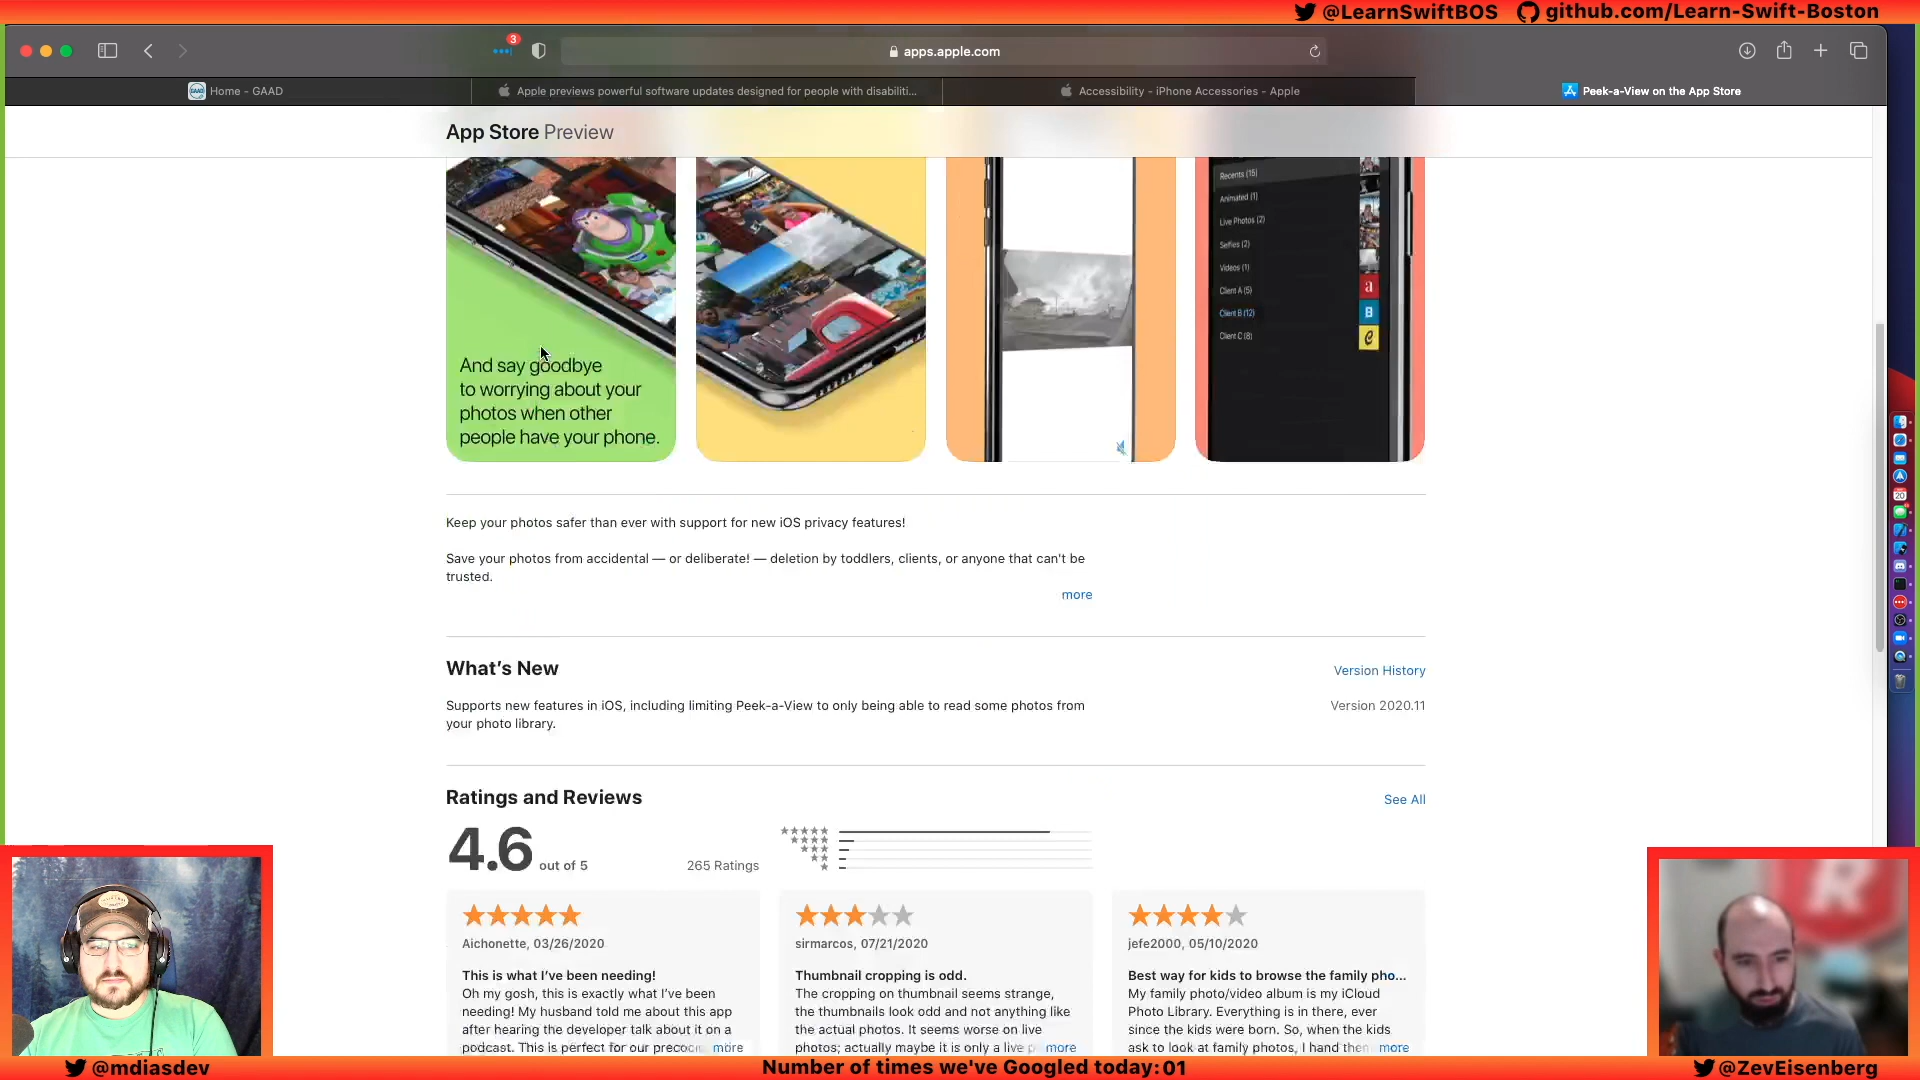 @LearnSwiftBOS github.com/Learn-Swift-Boston
3
apps.apple.com
Home - GAAD
Apple previews powerful software updates designed for people with disabiliti...
Accessibility - iPhone Accessories - Apple
Peek-a-View on the App Store
App Store Preview
Recents (15)
Animated (1)
Live Photos (2)
Selfies (2)
Videos (1)
Client A (5)
Client B (12)
Client C (8)
a
B
And say goodbye
to worrying about your
photos when other
people have your phone.
Keep your photos safer than ever with support for new iOS privacy features!
Save your photos from accidental — or deliberate! — deletion by toddlers, clients, or anyone that can't be
trusted.
more
What's New
Version History
Supports new features in iOS, including limiting Peek-a-View to only being able to read some photos from
your photo library.
Version 2020.11
Ratings and Reviews
See All
4.6 out of 5
265 Ratings
Aichonette, 03/26/2020
This is what I've been needing!
Oh my gosh, this is exactly what I've been
needing! My husband told me about this app
after hearing the developer talk about it on a
podcast. This is perfect for our precious more
sirmarcos, 07/21/2020
Thumbnail cropping is odd.
The cropping on thumbnail seems strange,
the thumbnails look odd and not anything like
the actual photos. It seems worse on live
photos; actually maybe it is only a live p more
jefe2000, 05/10/2020
Best way for kids to browse the family pho...
My family photo/video album is my iCloud
Photo Library. Everything is in there, ever
since the kids were born. So, when the kids
ask to look at family photos, I hand them more
20
R
@mdiasdev
Number of times we've Googled today: 01
@ZevEisenberg